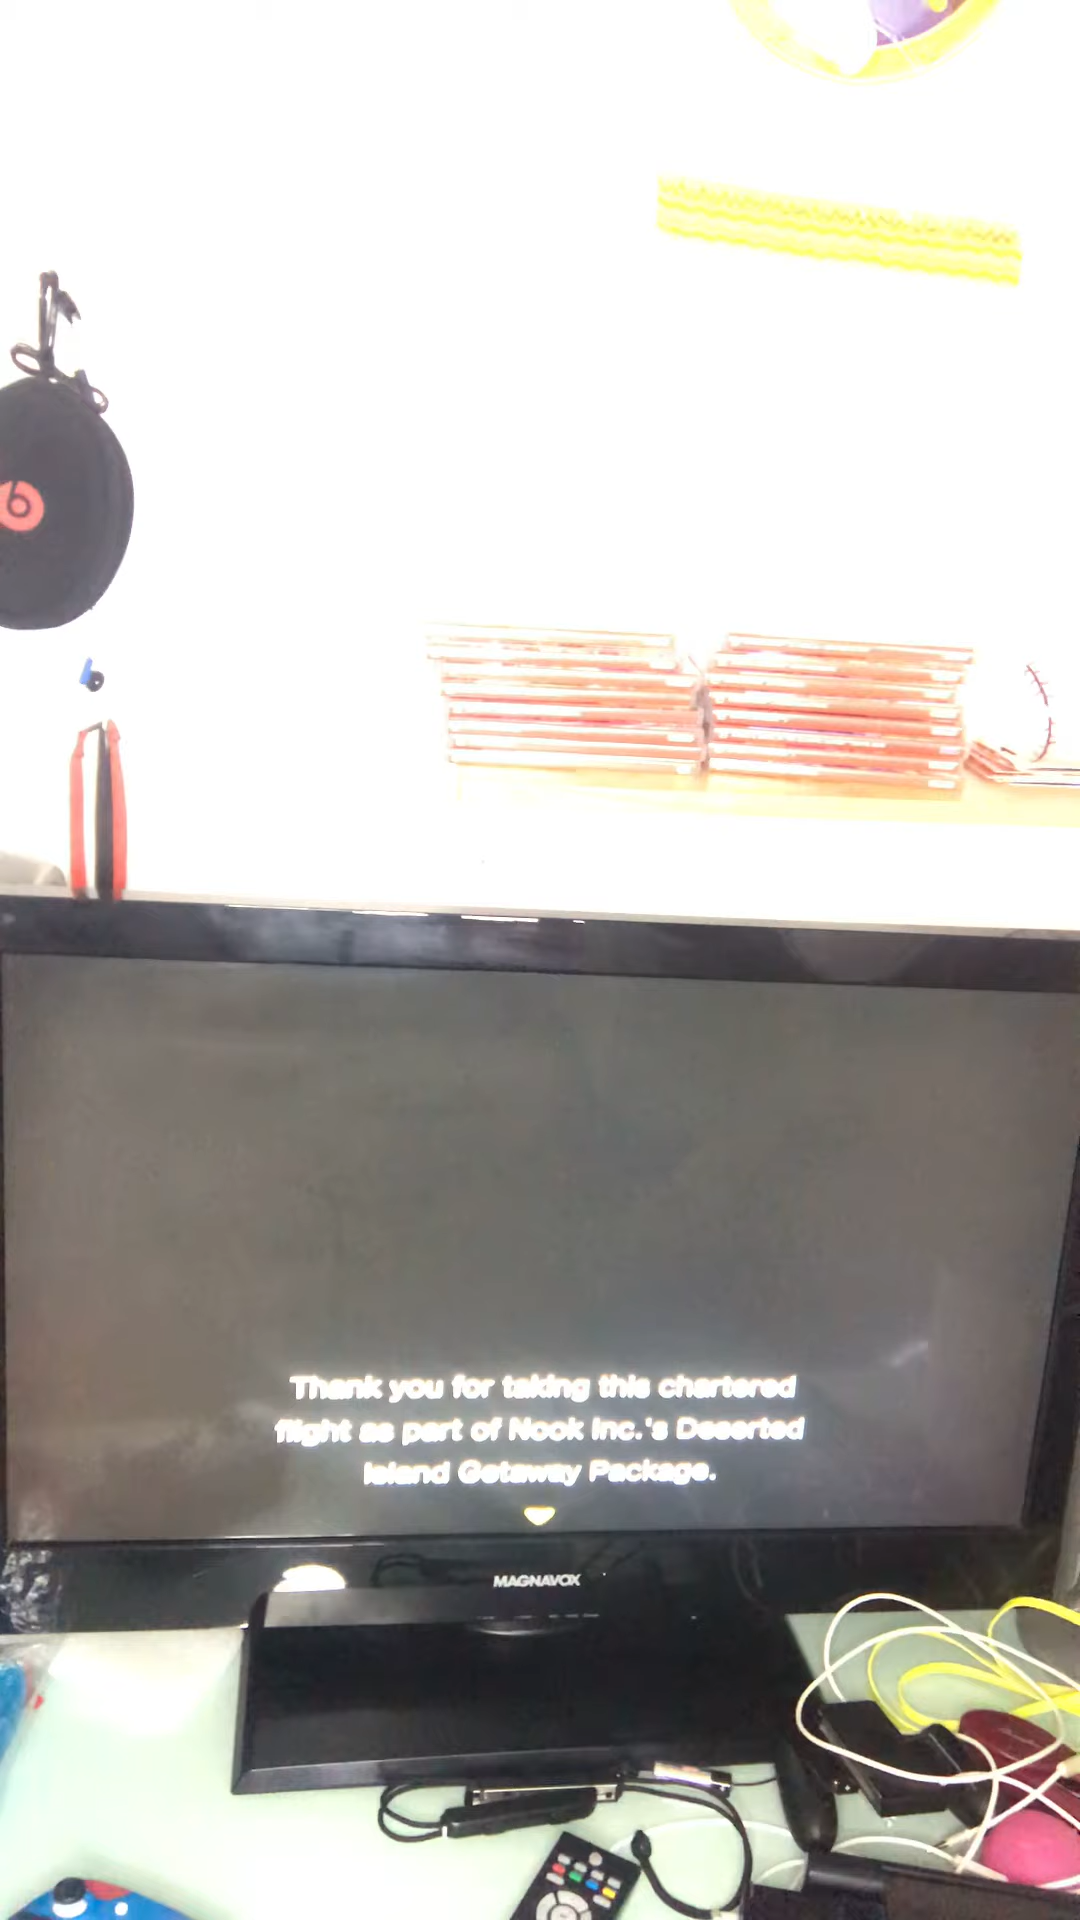 Thank you for taking this chartered
flight as part of Nook Inc.'s Deserted
Island Getaway Package.
MAGNAVOX